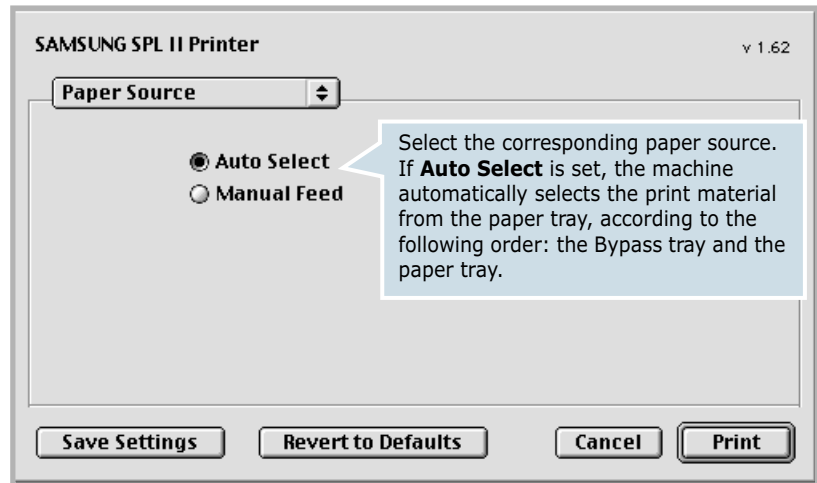 SAMSUNG SPL II Printer
v 1.62
Paper Source
Auto Select
Manual Feed
Select the corresponding paper source.
If Auto Select is set, the machine
automatically selects the print material
from the paper tray, according to the
following order: the Bypass tray and the
paper tray.
Save Settings
Revert to Defaults
Cancel
Print